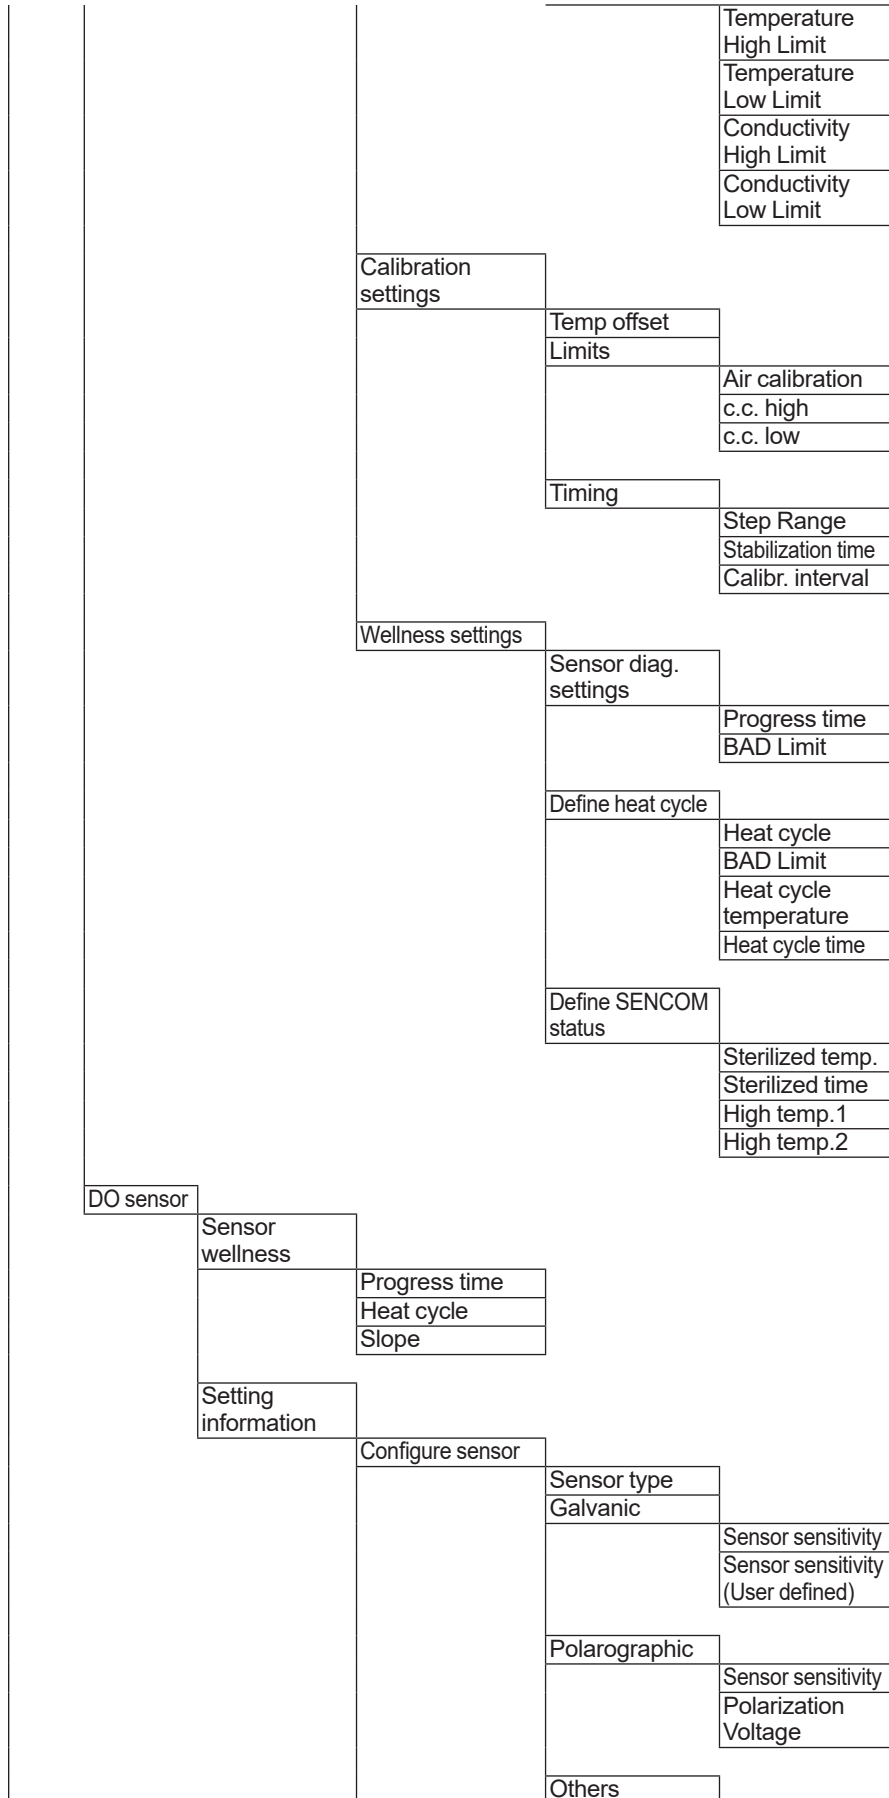 Temperature
High Limit
Temperature
Low Limit
Conductivity
High Limit
Conductivity
Low Limit
Calibration
settings
Temp offset
Limits
Air calibration
c.c. high
c.c. low
Timing
Step Range
Stabilization time
Calibr. interval
Wellness settings
Sensor diag.
settings
Progress time
BAD Limit
Define heat cycle
Heat cycle
BAD Limit
Heat cycle
temperature
Heat cycle time
Define SENCOM
status
Sterilized temp.
Sterilized time
High temp.1
High temp.2
DO sensor
Sensor
wellness
Progress time
Heat cycle
Slope
Setting
information
Configure sensor
Sensor type
Galvanic
Sensor sensitivity
Sensor sensitivity
(User defined)
Polarographic
Sensor sensitivity
Polarization
Voltage
Others